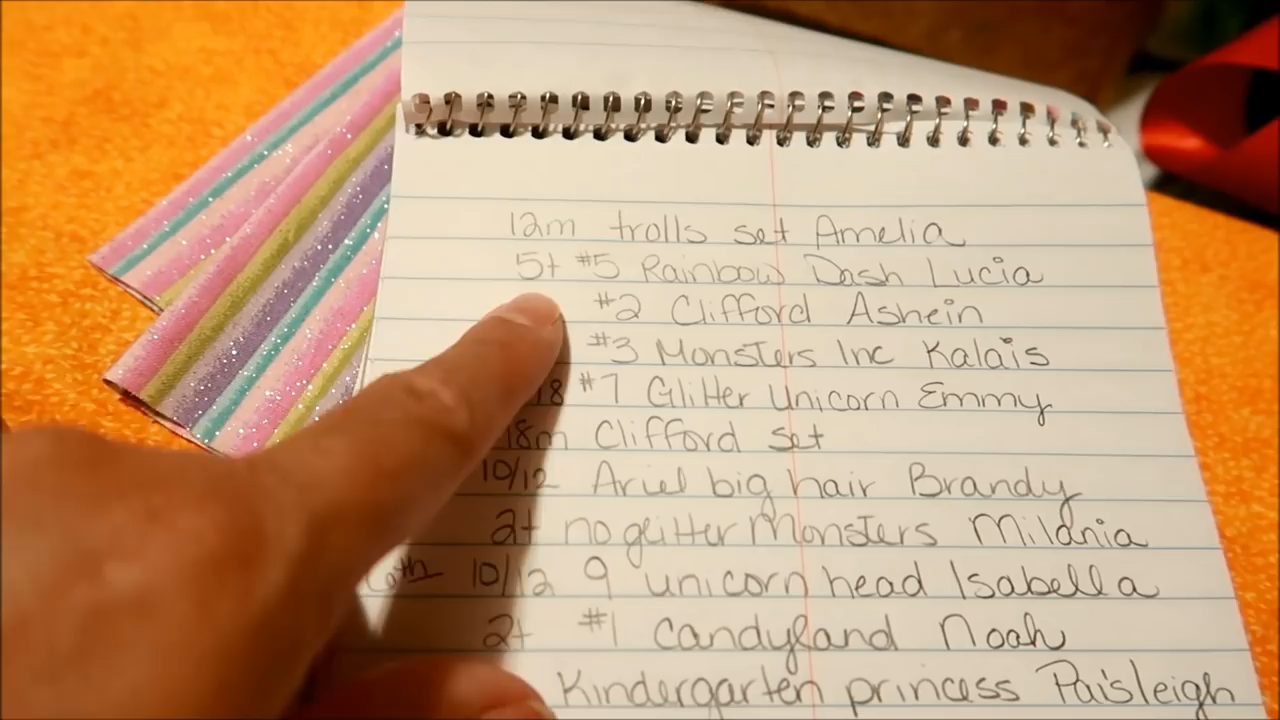 12m trolls set Amelia
5t #5 Rainbow Dash Lucia
#2 Clifford Ashein
#3 Monsters Inc Kalais
18 #7 Glitter Unicorn Emmy
18m Clifford set
10/12 Ariel big hair Brandy
2t no glitter Monsters Milania
10/12 9 unicorn head Isabella
2t #1 Candyland Noah
Kindergarten princess Paisleigh